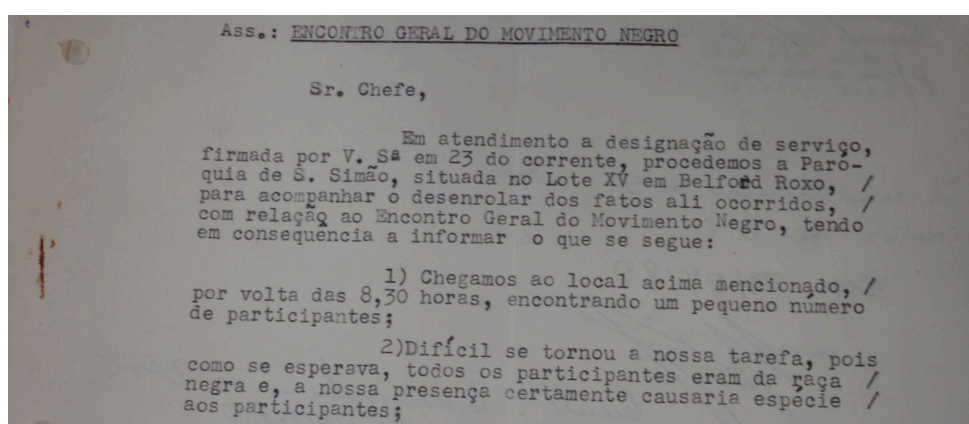 Ass.: ENCONTRO GERAL DO MOVIMENTO NEGRO
Sr. Chefe,
Em atendimento a designação de serviço,
firmada por V. Sª em 23 do corrente, procedemos a Paró-
quia de S. Simão, situada no Lote XV em Belford Roxo, /
para acompanhar o desenrolar dos fatos ali ocorridos, /
com relação ao Encontro Geral do Movimento Negro, tendo
em consequencia a informar o que se segue:
1) Chegamos ao local acima mencionado, /
por volta das 8,30 horas, encontrando um pequeno número
de participantes;
2)Difícil se tornou a nossa tarefa, pois
como se esperava, todos os participantes eram da raça /
negra e, a nossa presença certamente causaria espécie /
aos participantes;